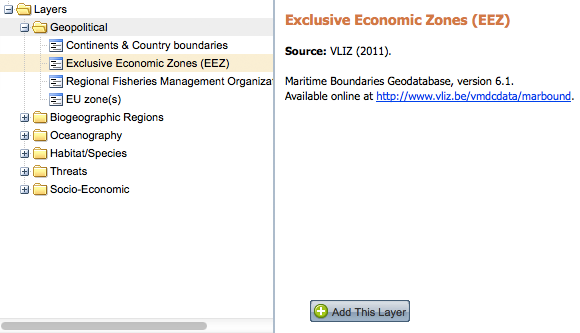 Layers
Geopolitical
Continents & Country boundaries
Exclusive Economic Zones (EEZ)
Regional Fisheries Management Organizat
EU zone(s)
Biogeographic Regions
Oceanography
Habitat/Species
Threats
Socio-Economic
Exclusive Economic Zones (EEZ)
Source: VLIZ (2011).
Maritime Boundaries Geodatabase, version 6.1.
Available online at http://www.vliz.be/vmdcdata/marbound.
Add This Layer